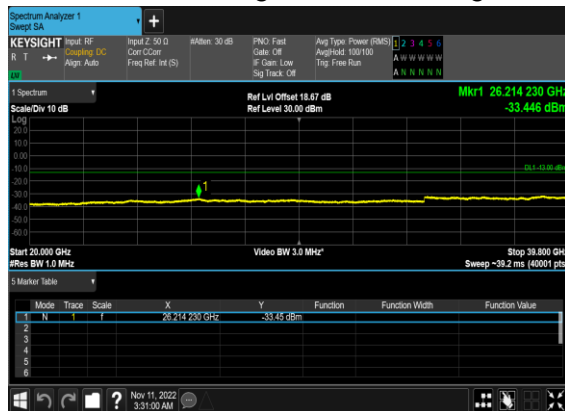 Spectrum Analyzer 1
Swept SA
+
KEYSIGHT Input: RF Input Z: 50 Ω #Atten: 30 dB PNO: Fast Avg Type: Power (RMS) 1 2 3 4 5 6
R T Coupling: DC Corr CCorr Gate: Off Avg|Hold: 100/100 A W W W W W
Align: Auto Freq Ref: Int (S) IF Gain: Low Trig: Free Run
Sig Track: Off A N N N N N
LW
1 Spectrum
Ref Lvl Offset 18.67 dB Mkr1 26.214 230 GHz
Scale/Div 10 dB Ref Level 30.00 dBm -33.446 dBm
Log
20.0
10.0
0.00
-10.0
DL1 -13.00 dBm
-20.0
1
-30.0
-40.0
-50.0
-60.0
Start 20.000 GHz Video BW 3.0 MHz* Stop 39.800 GHz
#Res BW 1.0 MHz Sweep ~39.2 ms (40001 pts)
5 Marker Table
Mode Trace Scale X Y Function Function Width Function Value
1 N 1 f 26.214 230 GHz -33.45 dBm
2
3
4
5
6
? Nov 11, 2022
3:31:00 AM